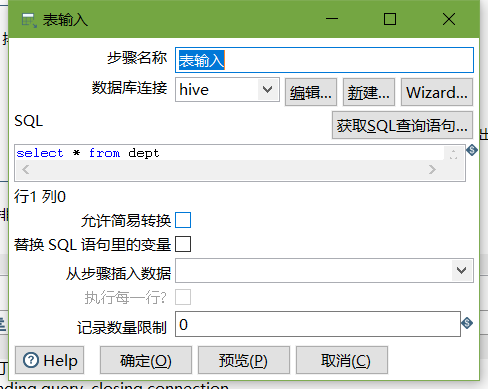 表输入
步骤名称 表输入
数据库连接 hive 编辑... 新建... Wizard...
SQL 获取SQL查询语句...
select * from dept
行1 列0
允许简易转换
替换 SQL 语句里的变量
从步骤插入数据
执行每一行?
记录数量限制 0
Help 确定(O) 预览(P) 取消(C)
nding query, closing connection